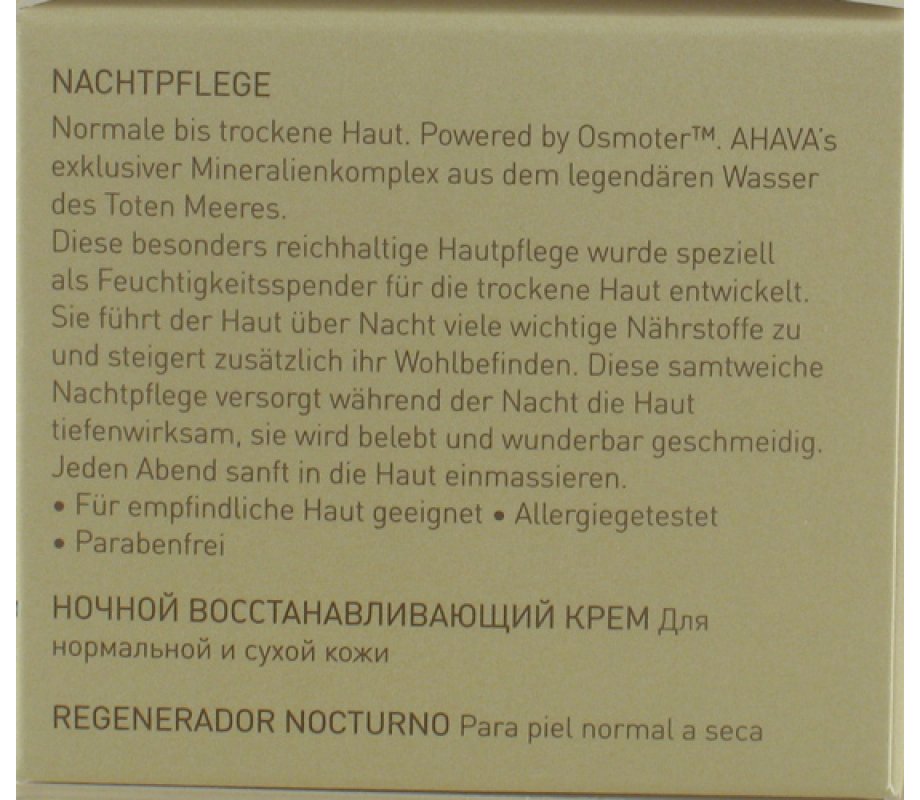 NACHTPFLEGE
Normale bis trockene Haut. Powered by Osmoter™. AHAVA's
exklusiver Mineralienkomplex aus dem legendären Wasser
des Toten Meeres.
Diese besonders reichhaltige Hautpflege wurde speziell
als Feuchtigkeitsspender für die trockene Haut entwickelt.
Sie führt der Haut über Nacht viele wichtige Nährstoffe zu
und steigert zusätzlich ihr Wohlbefinden. Diese samtweiche
Nachtpflege versorgt während der Nacht die Haut
tiefenwirksam, sie wird belebt und wunderbar geschmeidig.
Jeden Abend sanft in die Haut einmassieren.
• Für empfindliche Haut geeignet • Allergiegetestet
• Parabenfrei
НОЧНОЙ ВОССТАНАВЛИВАЮЩИЙ КРЕМ Для
нормальной и сухой кожи
REGENERADOR NOCTURNO Para piel normal a seca